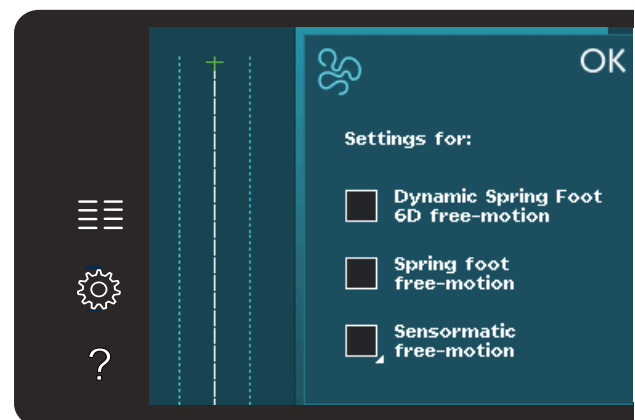 OK
Settings for:
Dynamic Spring Foot
6D free-motion
Spring foot
free-motion
Sensormatic
free-motion
?